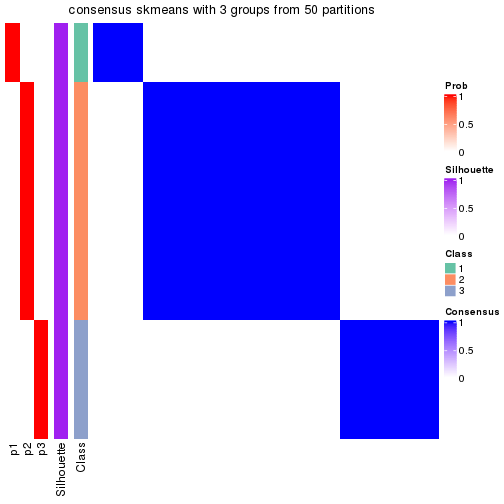 consensus skmeans with 3 groups from 50 partitions
Prob
1
0.5
0
Silhouette
1
0.5
0
Class
1
2
3
Consensus
1
0.5
0
p1
p2
p3
Silhouette
Class